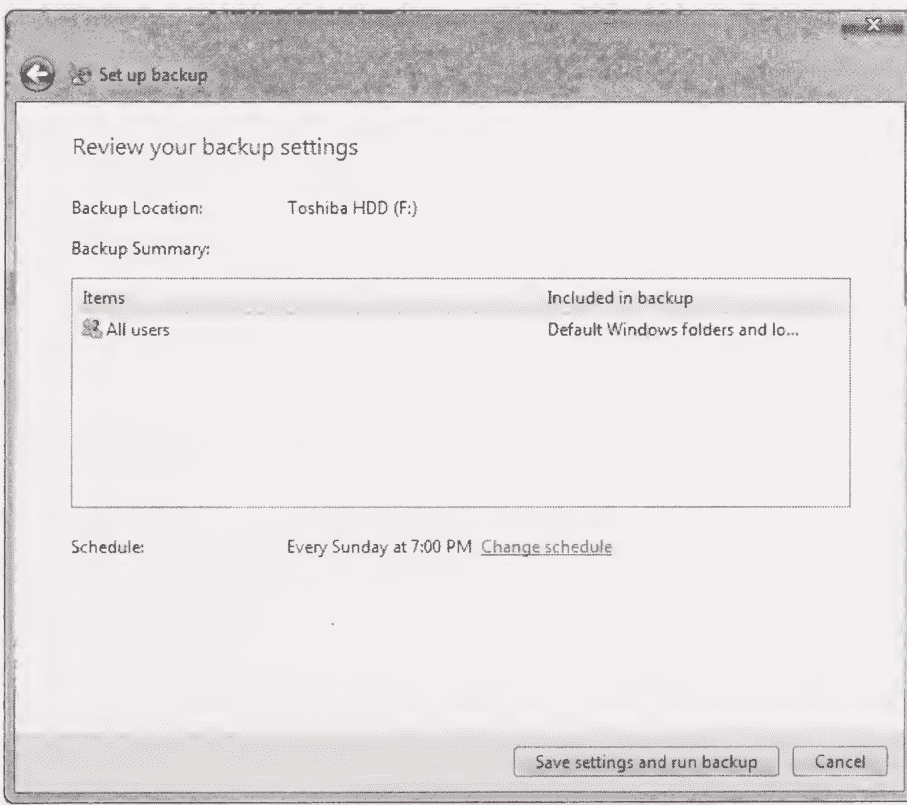 Set up backup
Review your backup settings
Backup Location: Toshiba HDD (F:)
Backup Summary:
Items Included in backup
All users Default Windows folders and lo...
Schedule: Every Sunday at 7:00 PM Change schedule
Save settings and run backup Cancel